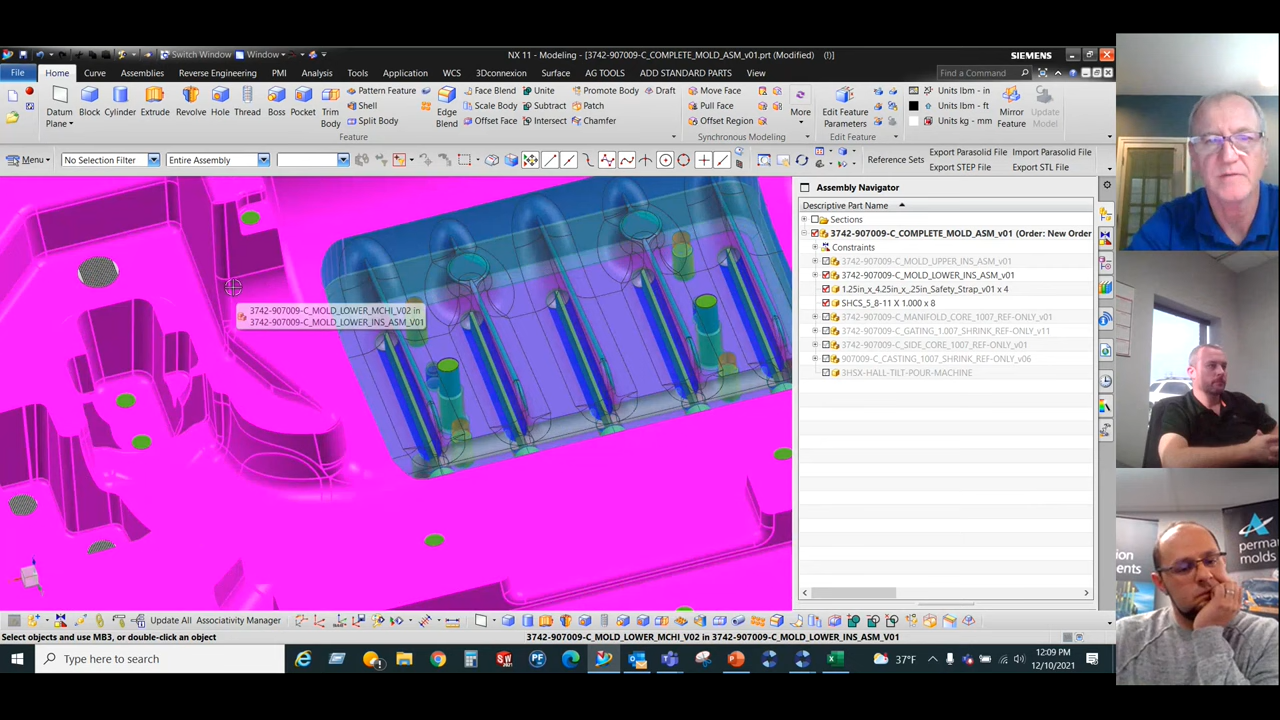 Switch Window Window NX 11 - Modeling - [3742-907009-C_COMPLETE_MOLD_ASM_v01.prt (Modified) (!)] SIEMENS
File Home Curve Assemblies Reverse Engineering PMI Analysis Tools Application WCS 3Dconnexion Surface AG TOOLS ADD STANDARD PARTS View Find a Command
Pattern Feature Face Blend Unite Promote Body Draft Move Face Units lbm - in
Shell Scale Body Subtract Patch Pull Face Units lbm - ft
Datum Plane Block Cylinder Extrude Revolve Hole Thread Boss Pocket Trim Body Split Body Edge Blend Offset Face Intersect Chamfer Offset Region More Edit Feature Parameters Units kg - mm Mirror Feature Update Model
Feature Synchronous Modeling Edit Feature
Menu No Selection Filter Entire Assembly Reference Sets Export Parasolid File Import Parasolid File
Export STEP File Export STL File
Assembly Navigator
Descriptive Part Name
Sections
3742-907009-C_COMPLETE_MOLD_ASM_v01 (Order: New Order
Constraints
3742-907009-C_MOLD_UPPER_INS_ASM_v01
3742-907009-C_MOLD_LOWER_INS_ASM_v01
1.25in_x_4.25in_x_.25in_Safety_Strap_v01 x 4
SHCS_5_8-11 X 1.000 x 8
3742-907009-C_MANIFOLD_CORE_1007_REF-ONLY_v01
3742-907009-C_GATING_1.007_SHRINK_REF-ONLY_v11
3742-907009-C_SIDE_CORE_1007_REF-ONLY_v01
907009-C_CASTING_1007_SHRINK_REF-ONLY_v06
3HSX-HALL-TILT-POUR-MACHINE
3742-907009-C_MOLD_LOWER_MCHI_V02 in
3742-907009-C_MOLD_LOWER_INS_ASM_V01
Update All Associativity Manager
Select objects and use MB3, or double-click an object 3742-907009-C_MOLD_LOWER_MCHI_V02 in 3742-907009-C_MOLD_LOWER_INS_ASM_V01
Type here to search 37°F 12:09 PM
12/10/2021
perma
molds